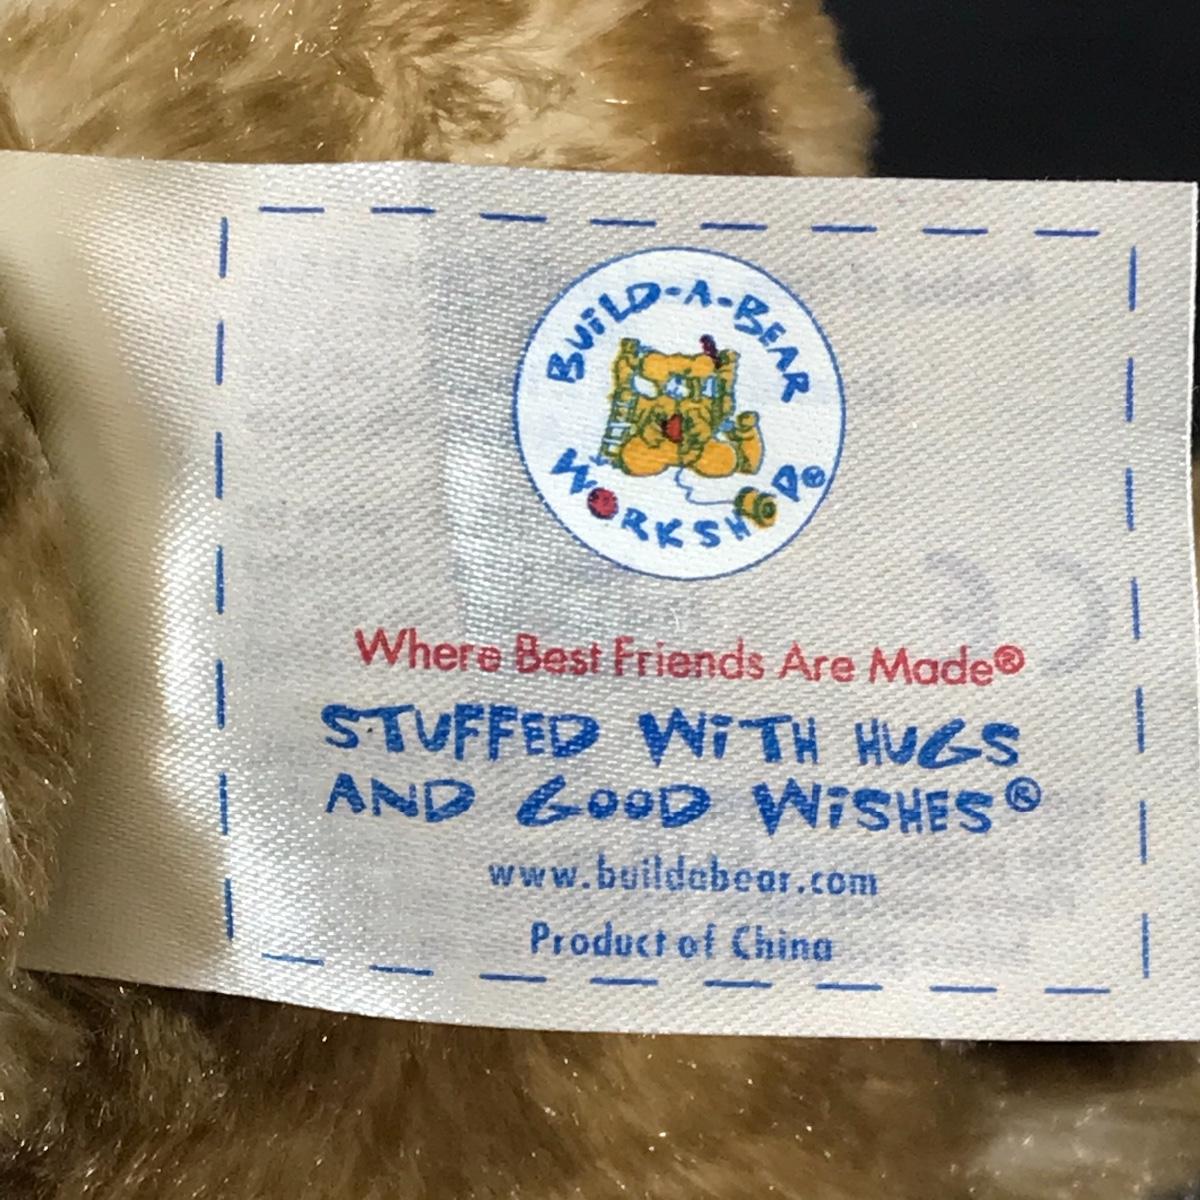 BUiLD-A-BEAR
WORKSHOP®
Where Best Friends Are Made®
STUFFED WiTH HUGS
AND GOOD WiSHES®
www.buildabear.com
Product of China